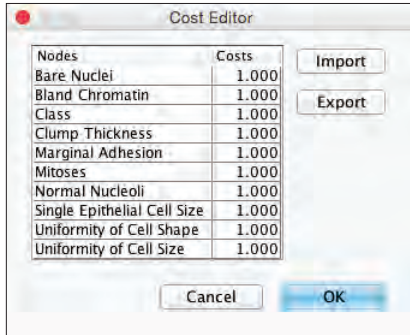 Cost Editor
Nodes Costs
Bare Nuclei 1.000
Bland Chromatin 1.000
Class 1.000
Clump Thickness 1.000
Marginal Adhesion 1.000
Mitoses 1.000
Normal Nucleoli 1.000
Single Epithelial Cell Size 1.000
Uniformity of Cell Shape 1.000
Uniformity of Cell Size 1.000
Import
Export
Cancel OK